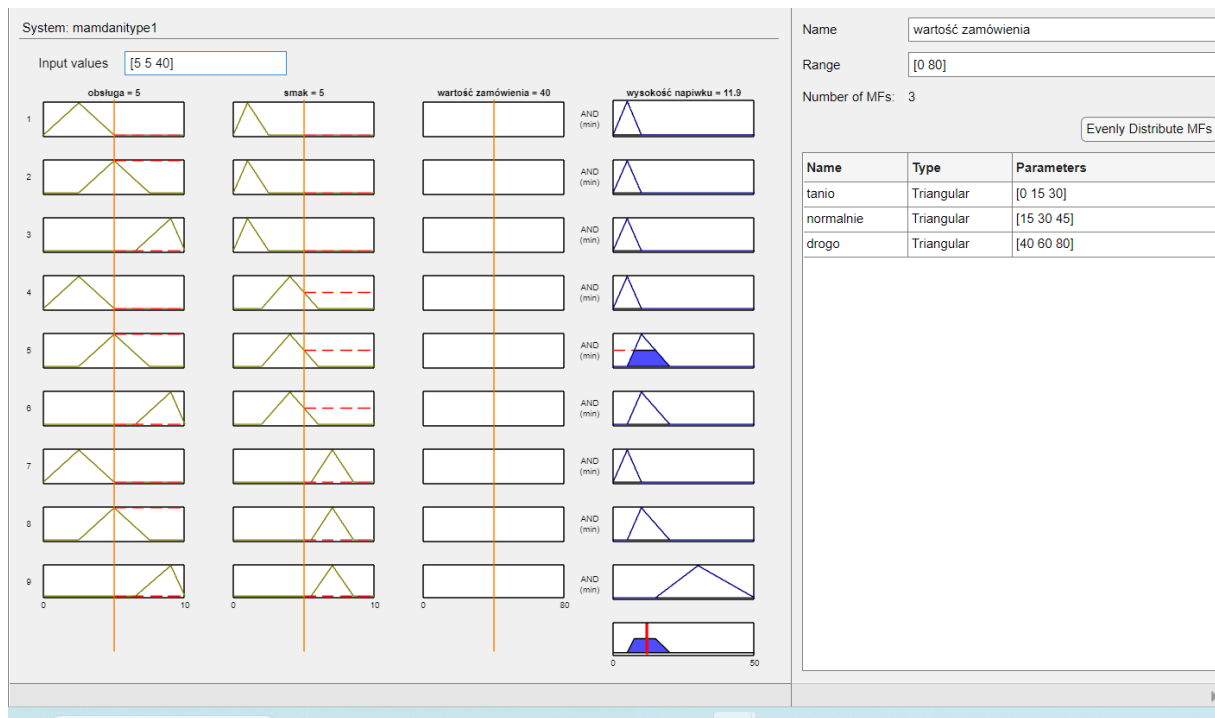 System: mamdanitype1
Input values [5 5 40]
obsługa = 5 smak = 5 wartość zamówienia = 40 wysokość napiwku = 11.9
1 AND
(min)
2 AND
(min)
3 AND
(min)
4 AND
(min)
5 AND
(min)
6 AND
(min)
7 AND
(min)
8 AND
(min)
9 AND
(min)
0 10 0 10 0 80
0 50
Name wartość zamówienia
Range [0 80]
Number of MFs: 3
Evenly Distribute MFs
Name Type Parameters
tanio Triangular [0 15 30]
normalnie Triangular [15 30 45]
drogo Triangular [40 60 80]